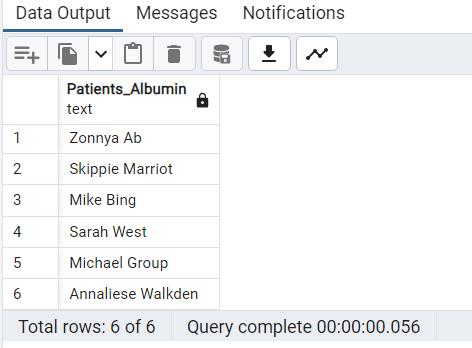 Data Output Messages Notifications
Patients_Albumin
text
1 Zonnya Ab
2 Skippie Marriot
3 Mike Bing
4 Sarah West
5 Michael Group
6 Annaliese Walkden
Total rows: 6 of 6 Query complete 00:00:00.056